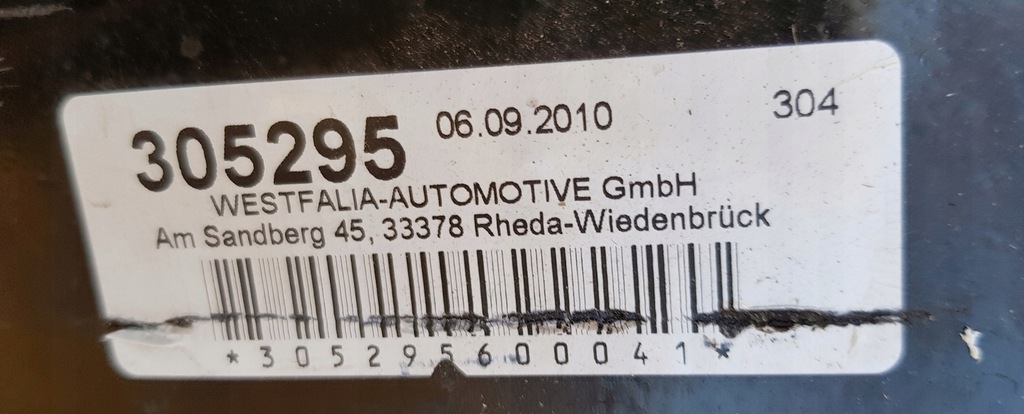 305295 06.09.2010 304
WESTFALIA-AUTOMOTIVE GmbH
Am Sandberg 45, 33378 Rheda-Wiedenbrück
*305295600041*